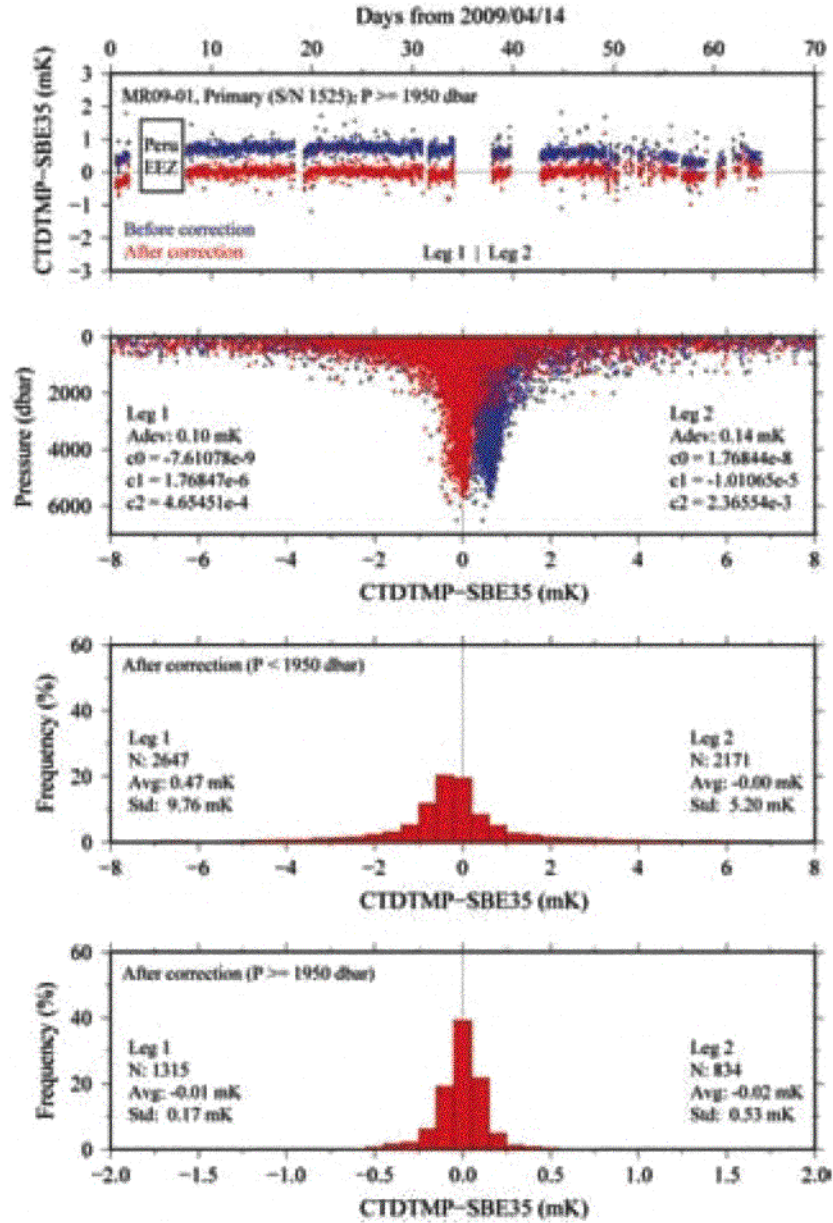 Days from 2009/04/14
0 10 20 30 40 50 60 70
CTDTMP−SBE35 (mK)
3
2
1
0
−1
−2
−3
MR09-01, Primary (S/N 1525); P >= 1950 dbar
Peru
EEZ
Before correction
After correction
Leg 1 | Leg 2
Pressure (dbar)
0
2000
4000
6000
Leg 1
Adev: 0.10 mK
c0 = -7.61078e-9
c1 = 1.76847e-6
c2 = 4.65451e-4
Leg 2
Adev: 0.14 mK
c0 = 1.76844e-8
c1 = -1.01065e-5
c2 = 2.36554e-3
−8 −6 −4 −2 0 2 4 6 8
CTDTMP−SBE35 (mK)
Frequency (%)
60
40
20
0
After correction (P < 1950 dbar)
Leg 1
N: 2647
Avg: 0.47 mK
Std: 9.76 mK
Leg 2
N: 2171
Avg: -0.00 mK
Std: 5.20 mK
−8 −6 −4 −2 0 2 4 6 8
CTDTMP−SBE35 (mK)
Frequency (%)
60
40
20
0
After correction (P >= 1950 dbar)
Leg 1
N: 1315
Avg: -0.01 mK
Std: 0.17 mK
Leg 2
N: 834
Avg: -0.02 mK
Std: 0.53 mK
−2.0 −1.5 −1.0 −0.5 0.0 0.5 1.0 1.5 2.0
CTDTMP−SBE35 (mK)